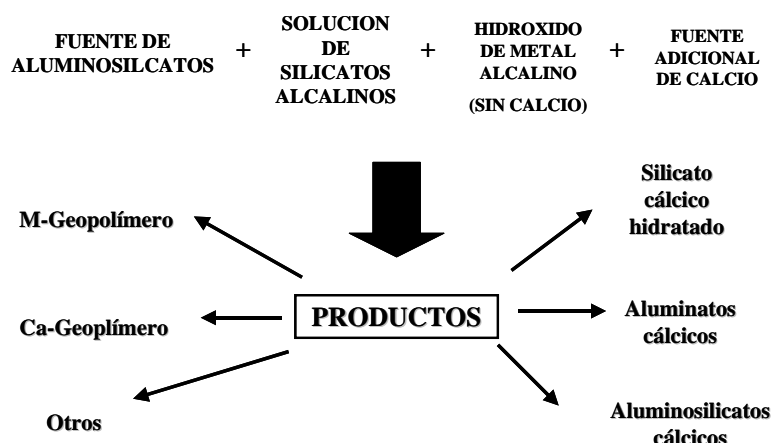 FUENTE DE
ALUMINOSILCATOS
+
SOLUCION
DE
SILICATOS
ALCALINOS
+
HIDROXIDO
DE METAL
ALCALINO
(SIN CALCIO)
+
FUENTE
ADICIONAL
DE CALCIO
M-Geopolímero
Silicato
cálcico
hidratado
PRODUCTOS
Ca-Geoplímero
Aluminatos
cálcicos
Otros
Aluminosilicatos
cálcicos